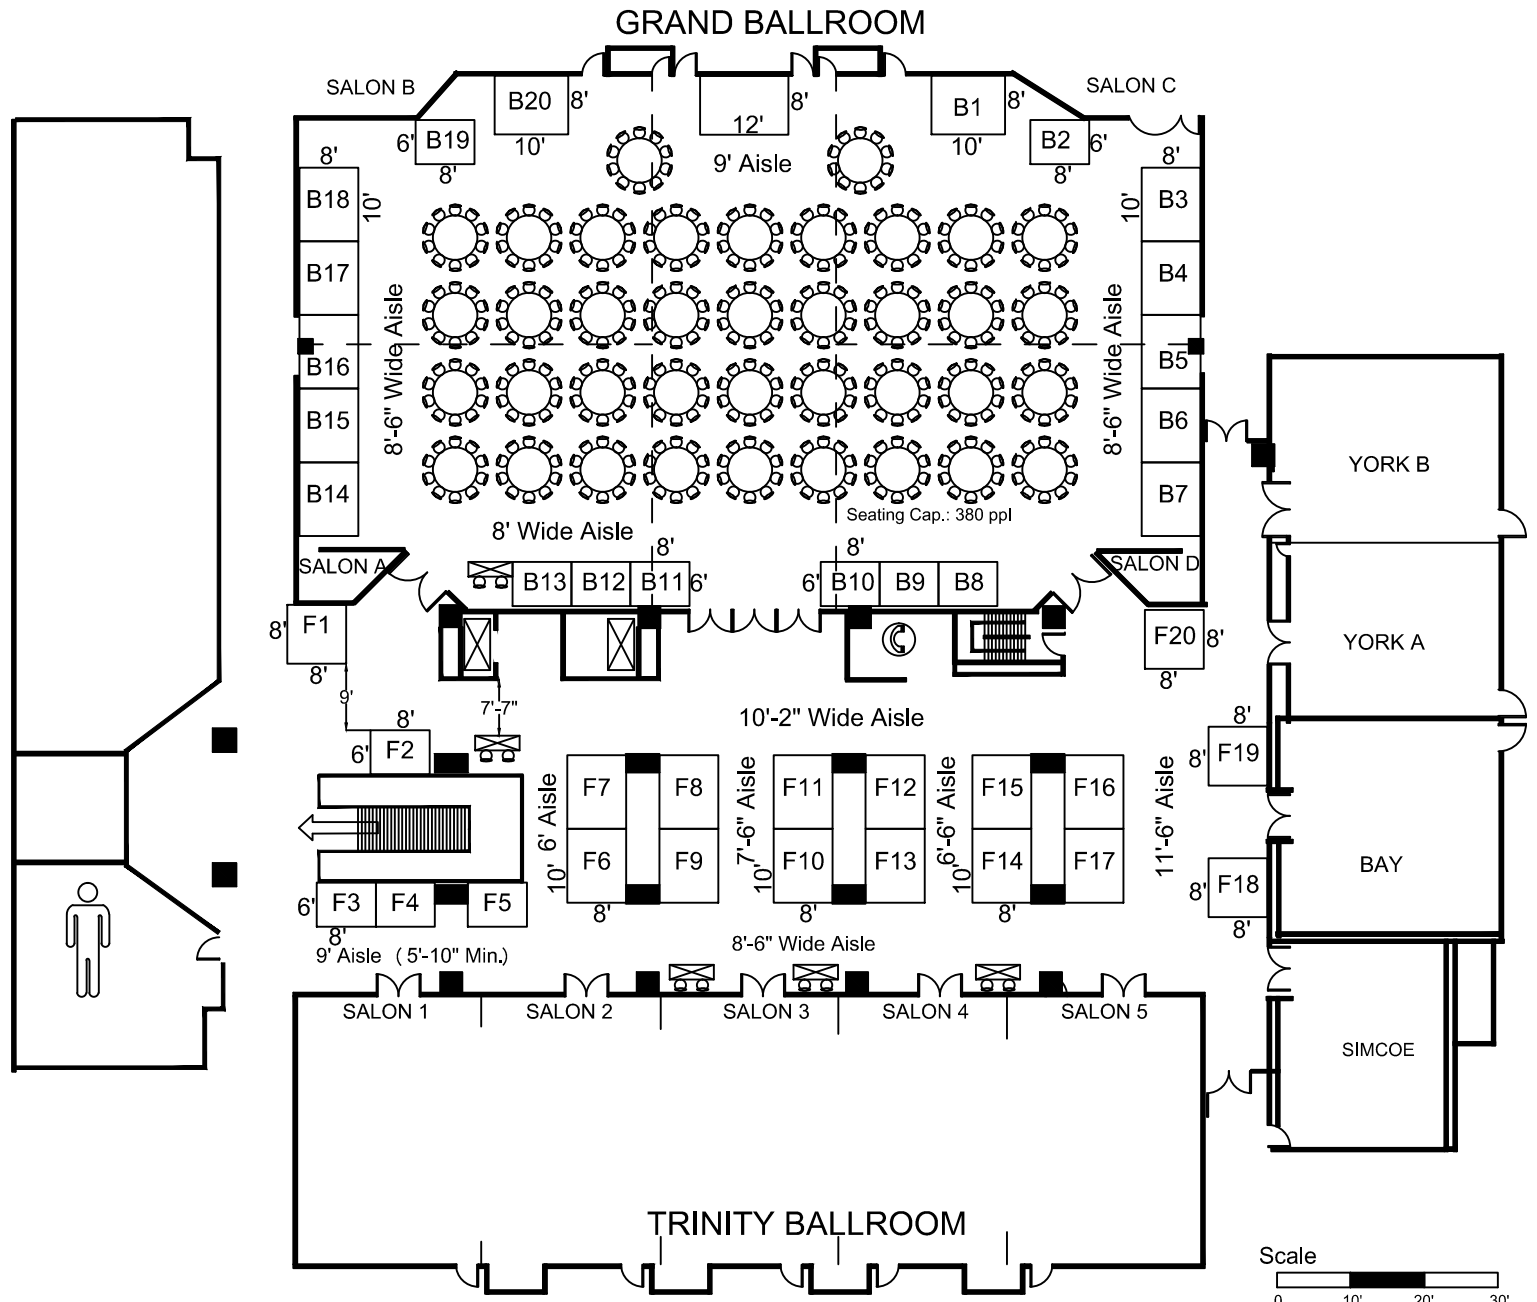 GRAND BALLROOM
SALON B
SALON C
B20
8'
10'
12'
8'
B1
8'
10'
B19
6'
8'
B2
6'
8'
9' Aisle
8'
B18
10'
B17
B16
B15
B14
8'-6" Wide Aisle
8'
B3
10'
B4
B5
B6
B7
8'-6" Wide Aisle
Seating Cap.: 380 ppl
8' Wide Aisle
SALON A
SALON D
8'
B13
B12
B11
6'
8'
6'
B10
B9
B8
F1
8'
8'
9'
F20
8'
8'
7'-7"
10'-2" Wide Aisle
8'
6'
F2
F7
F8
F6
F9
6' Aisle
10'
8'
F11
F12
F10
F13
7'-6" Aisle
10'
8'
F15
F16
F14
F17
6'-6" Aisle
10'
8'
11'-6" Aisle
8'
F19
8'
F18
8'
8'
6'
F3
F4
F5
8'
9' Aisle (5'-10" Min.)
8'-6" Wide Aisle
YORK B
YORK A
BAY
SIMCOE
SALON 1
SALON 2
SALON 3
SALON 4
SALON 5
TRINITY BALLROOM
Scale
0 10' 20' 30'